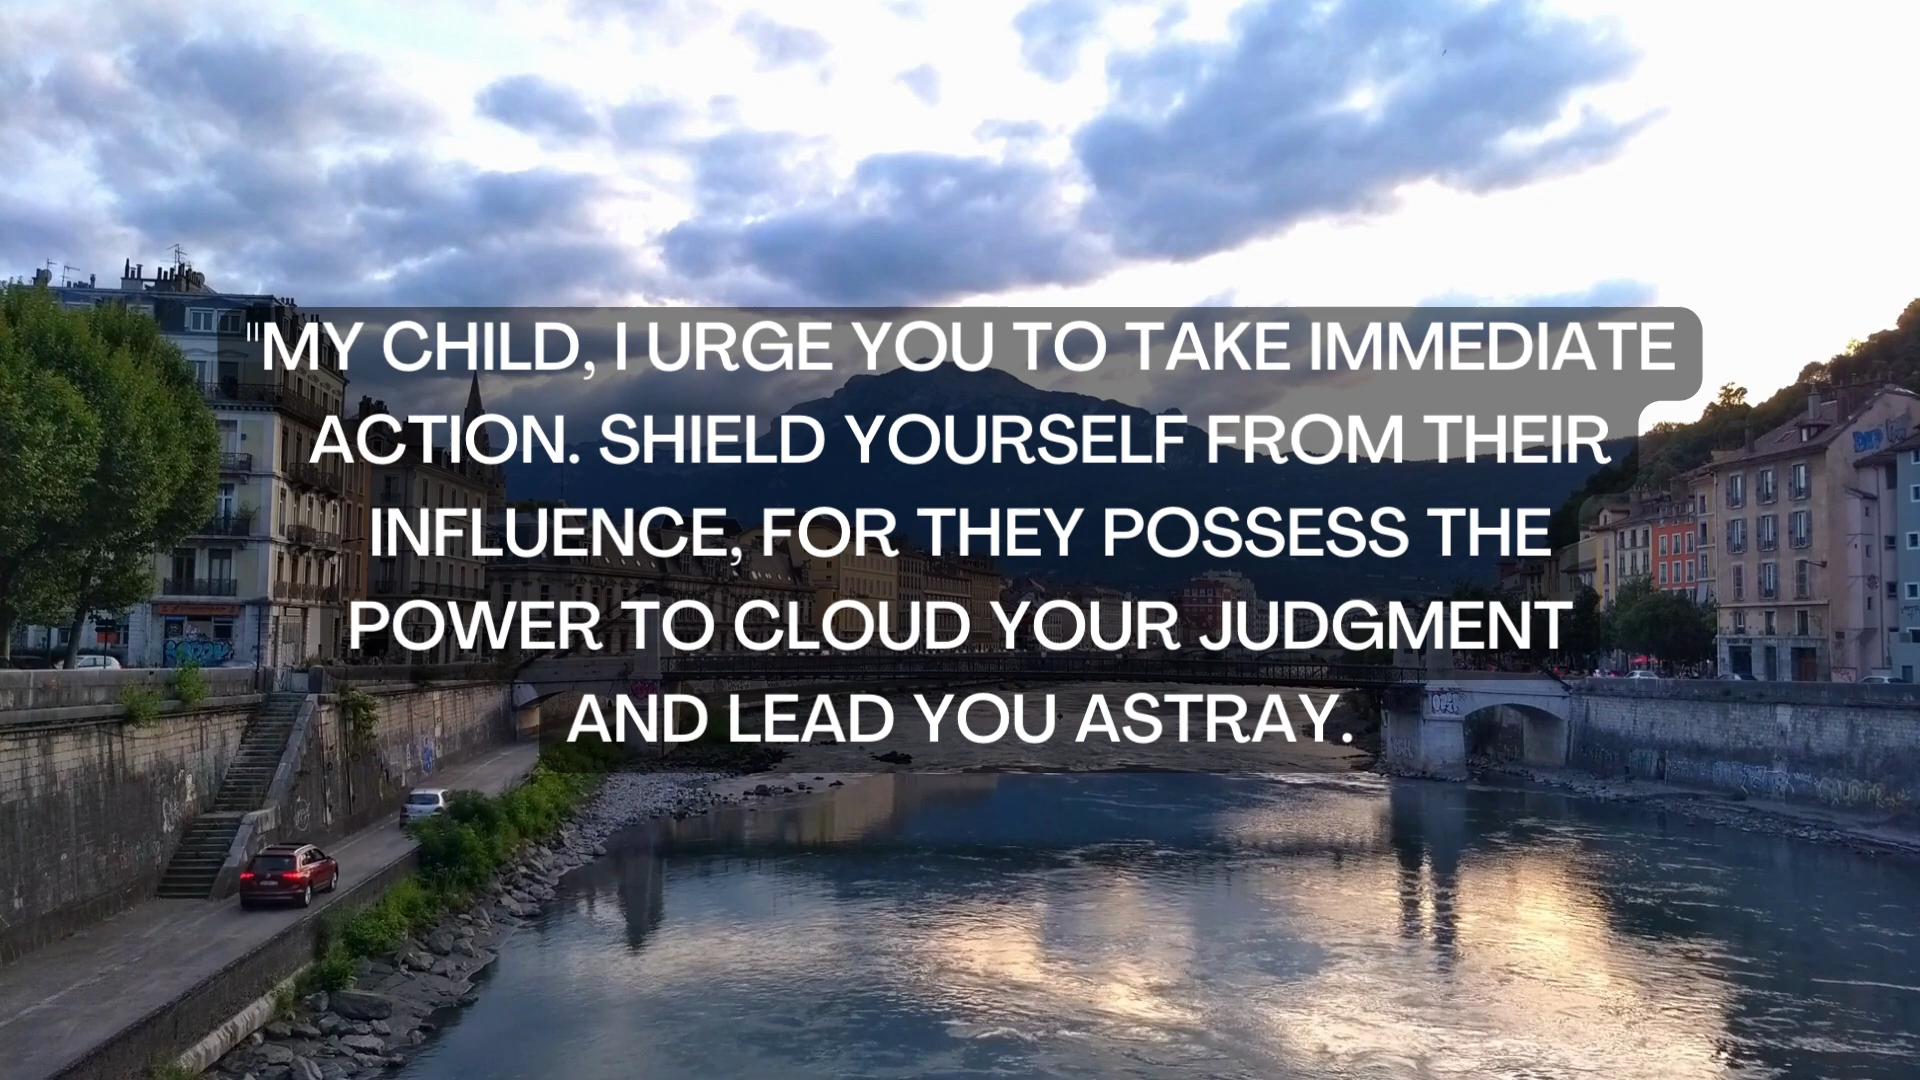 "MY CHILD, I URGE YOU TO TAKE IMMEDIATE
ACTION. SHIELD YOURSELF FROM THEIR
INFLUENCE, FOR THEY POSSESS THE
POWER TO CLOUD YOUR JUDGMENT
AND LEAD YOU ASTRAY.